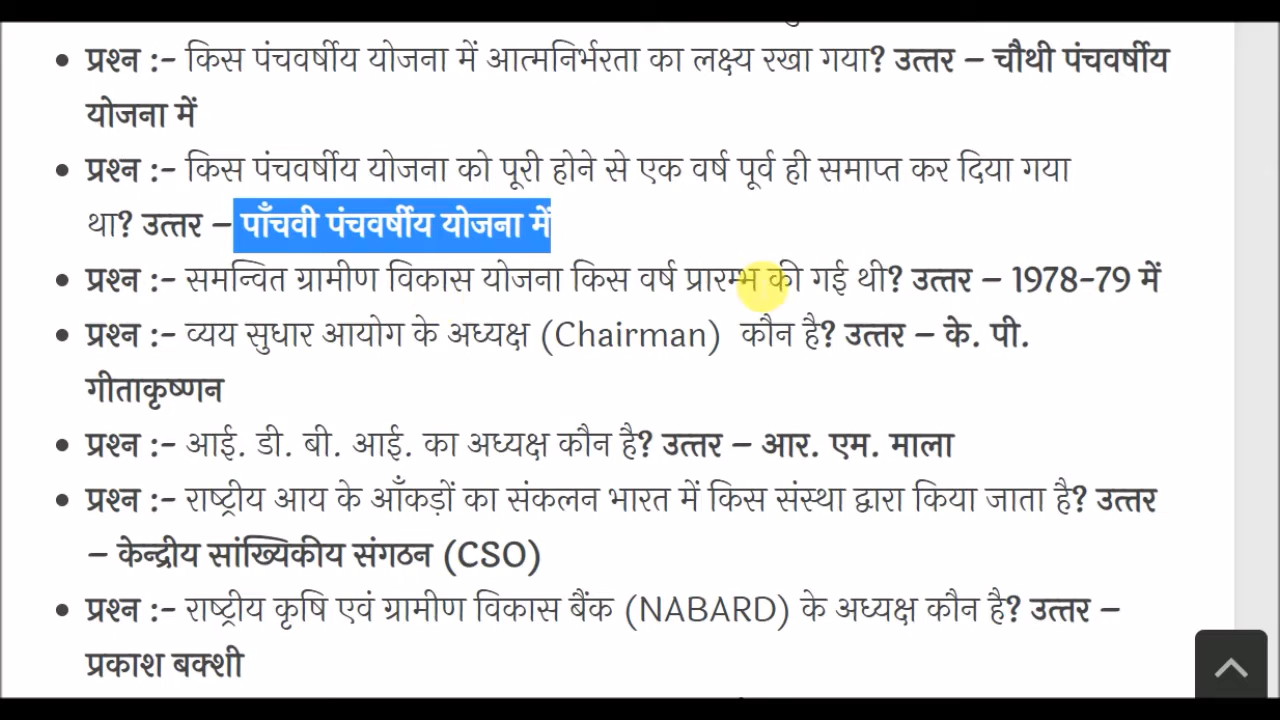 • प्रश्न :- किस पंचवर्षीय योजना में आत्मनिर्भरता का लक्ष्य रखा गया? उत्तर – चौथी पंचवर्षीय
योजना में
• प्रश्न :- किस पंचवर्षीय योजना को पूरी होने से एक वर्ष पूर्व ही समाप्त कर दिया गया
था? उत्तर – पाँचवी पंचवर्षीय योजना में
• प्रश्न :- समन्वित ग्रामीण विकास योजना किस वर्ष प्रारम्भ की गई थी? उत्तर – 1978-79 में
• प्रश्न :- व्यय सुधार आयोग के अध्यक्ष (Chairman) कौन है? उत्तर – के. पी.
गीताकृष्णन
• प्रश्न :- आई. डी. बी. आई. का अध्यक्ष कौन है? उत्तर – आर. एम. माला
• प्रश्न :- राष्ट्रीय आय के आँकड़ों का संकलन भारत में किस संस्था द्वारा किया जाता है? उत्तर
– केन्द्रीय सांख्यिकीय संगठन (CSO)
• प्रश्न :- राष्ट्रीय कृषि एवं ग्रामीण विकास बैंक (NABARD) के अध्यक्ष कौन है? उत्तर –
प्रकाश बक्शी